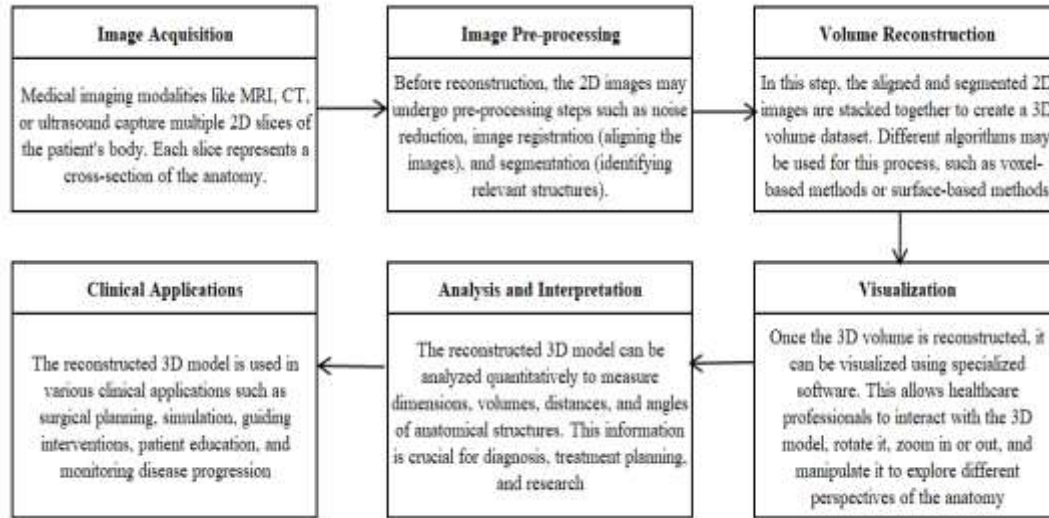 Image Acquisition
Medical imaging modalities like MRI, CT,
or ultrasound capture multiple 2D slices of
the patient's body. Each slice represents a
cross-section of the anatomy.
Image Pre-processing
Before reconstruction, the 2D images may
undergo pre-processing steps such as noise
reduction, image registration (aligning the
images), and segmentation (identifying
relevant structures).
Volume Reconstruction
In this step, the aligned and segmented 2D
images are stacked together to create a 3D
volume dataset. Different algorithms may
be used for this process, such as voxel-
based methods or surface-based methods
Visualization
Once the 3D volume is reconstructed, it
can be visualized using specialized
software. This allows healthcare
professionals to interact with the 3D
model, rotate it, zoom in or out, and
manipulate it to explore different
perspectives of the anatomy
Analysis and Interpretation
The reconstructed 3D model can be
analyzed quantitatively to measure
dimensions, volumes, distances, and angles
of anatomical structures. This information
is crucial for diagnosis, treatment planning,
and research
Clinical Applications
The reconstructed 3D model is used in
various clinical applications such as
surgical planning, simulation, guiding
interventions, patient education, and
monitoring disease progression